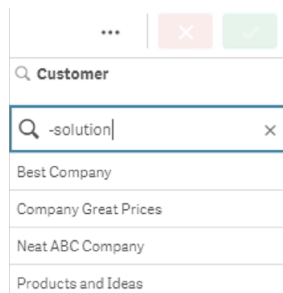 Customer
-solution
Best Company
Company Great Prices
Neat ABC Company
Products and Ideas